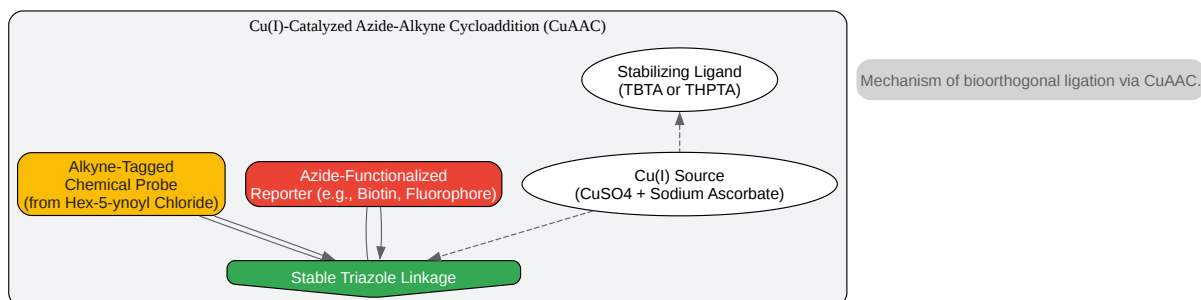 Cu(I)-Catalyzed Azide-Alkyne Cycloaddition (CuAAC)
Stabilizing Ligand
(TBTA or THPTA)
Mechanism of bioorthogonal ligation via CuAAC.
Alkyne-Tagged
Chemical Probe
(from Hex-5-ynoyl Chloride)
Azide-Functionalized
Reporter (e.g., Biotin, Fluorophore)
Cu(I) Source
(CuSO4 + Sodium Ascorbate)
Stable Triazole Linkage